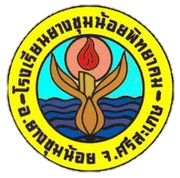 โรงเรียนยางชุมน้อยพิทยาคม
อ.ยางชุมน้อย จ.ศรีสะเกษ